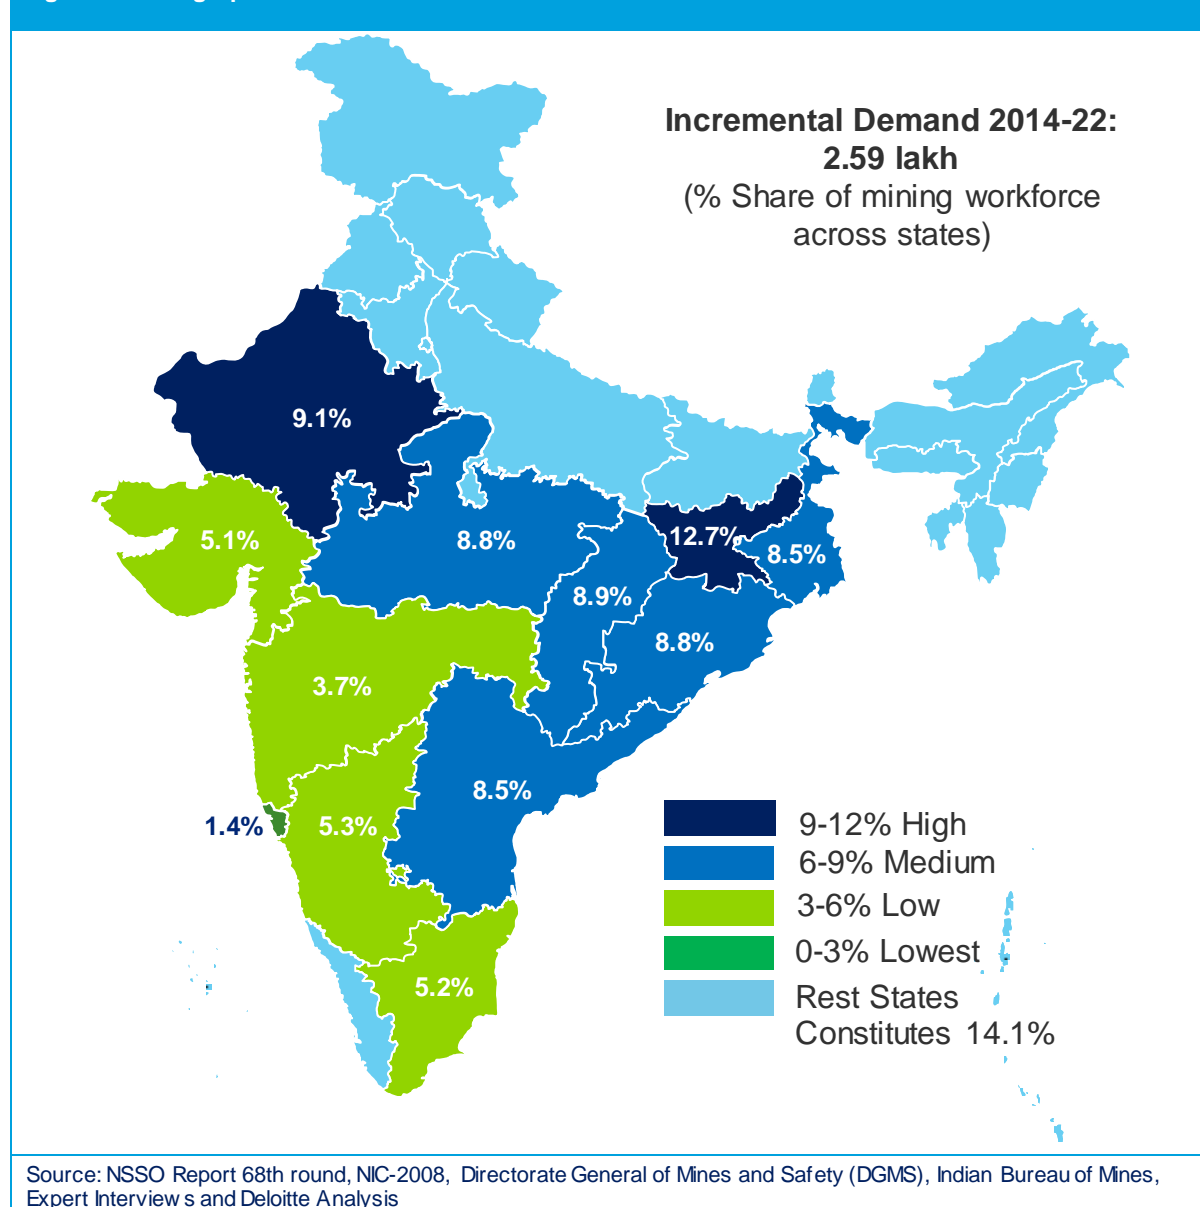 Incremental Demand 2014-22:
2.59 lakh
(% Share of mining workforce
across states)
9.1%
5.1%
8.8%
12.7%
8.5%
8.9%
8.8%
3.7%
8.5%
1.4%
5.3%
5.2%
9-12% High
6-9% Medium
3-6% Low
0-3% Lowest
Rest States
Constitutes 14.1%
Source: NSSO Report 68th round, NIC-2008, Directorate General of Mines and Safety (DGMS), Indian Bureau of Mines,
Expert Interviews and Deloitte Analysis